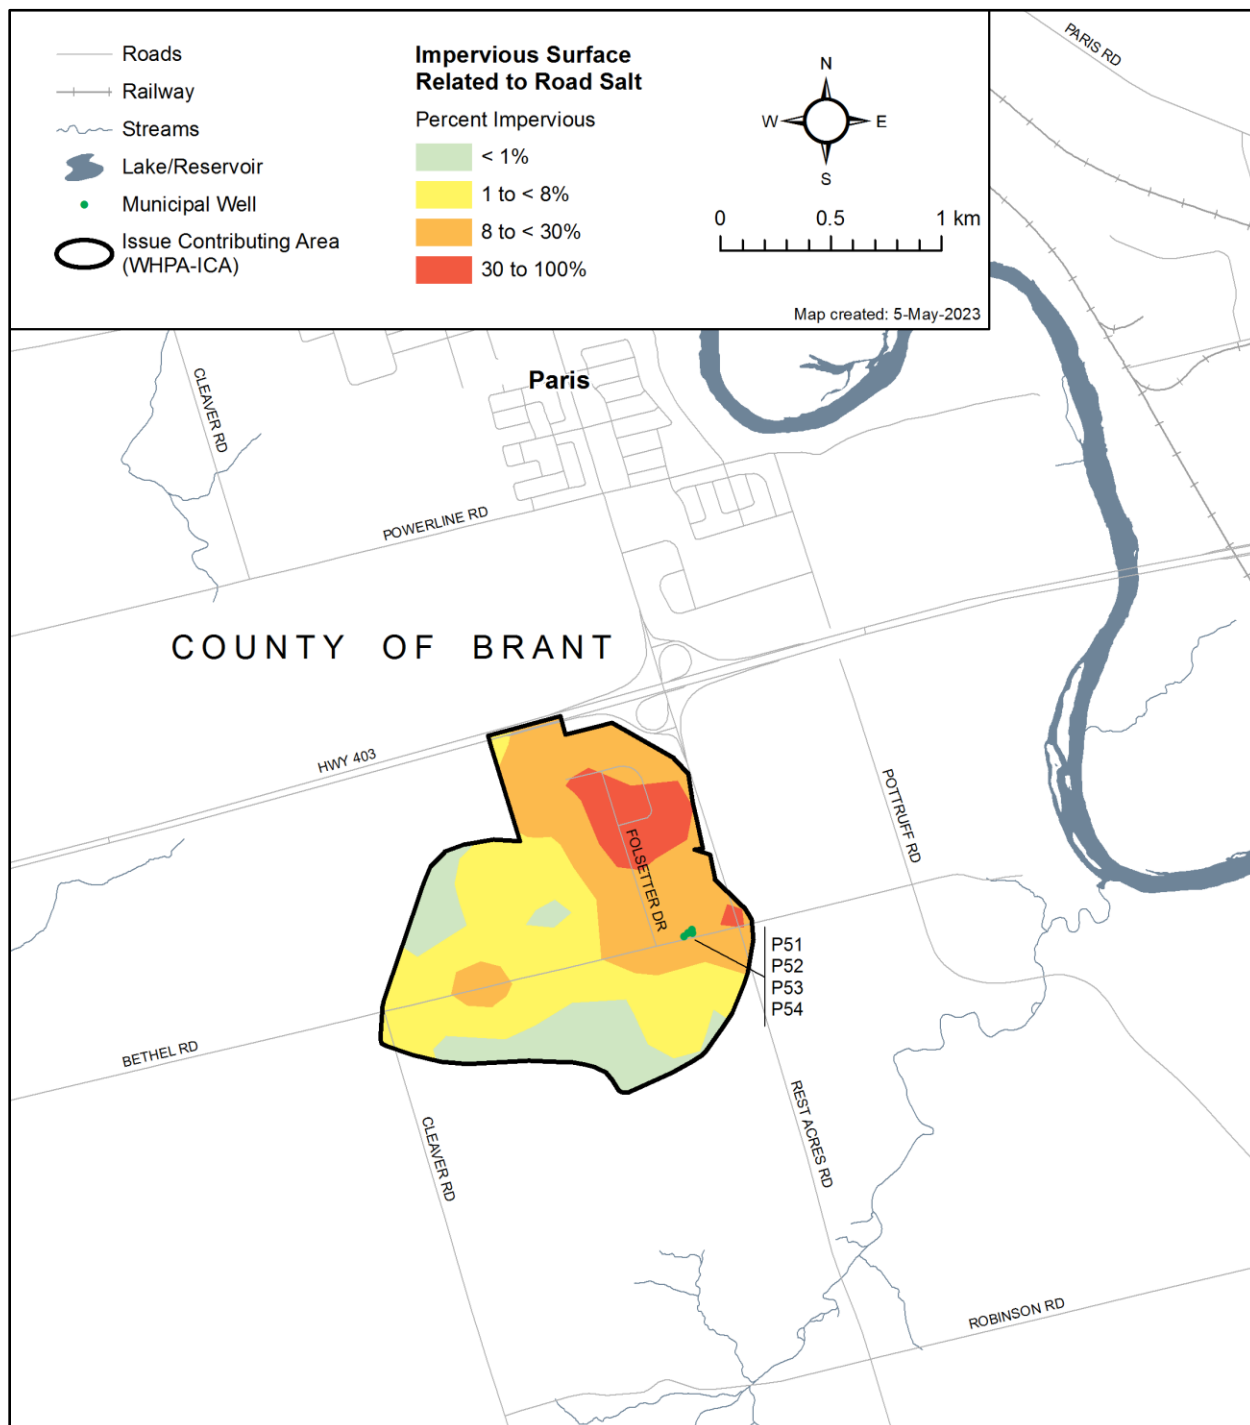 Roads
Railway
Streams
Lake/Reservoir
Municipal Well
Issue Contributing Area
(WHPA-ICA)
Impervious Surface
Related to Road Salt
Percent Impervious
< 1%
1 to < 8%
8 to < 30%
30 to 100%
N
W
E
S
0
0.5
1 km
Map created: 5-May-2023
PARIS RD
CLEAVER RD
Paris
POWERLINE RD
COUNTY OF BRANT
HWY 403
POTTRUFF RD
FOLSETTER DR
P51
P52
P53
P54
BETHEL RD
REST ACRES RD
CLEAVER RD
ROBINSON RD